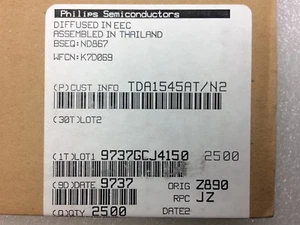 Philips Semiconductors
DIFFUSED IN EEC
ASSEMBLED IN THAILAND
BSEQ:ND867
WFCN:K7D069
(P)CUST INFO TDA1545AT/N2
(30T)LOT2
(1T)LOT1 9737GCJ4150 2500
(9D)DATE 9737 ORIG Z890
RPC JZ
(Q)QTY 2500 DATE2